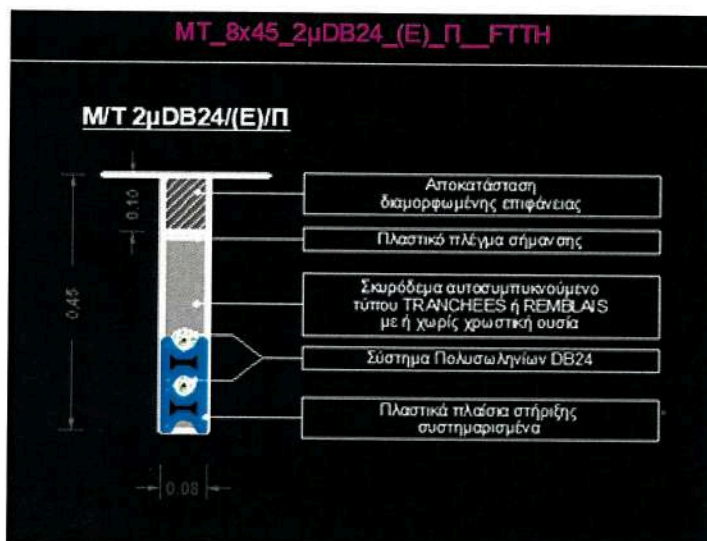 MT_8x45_2μDB24_(E)_Π__FTTH
M/T 2μDB24/(E)/Π
Αποκατάσταση
διαμορφωμένης επιφάνειας
0,10
Πλαστικό πλέγμα σήμανσης
0,45
Σκυρόδεμα αυτοσυμπυκνούμενο
τύπου TRANCHEES ή REMBLAIS
με ή χωρίς χρωστική ουσία
Σύστημα Πολυσωληνίων DB24
Πλαστικά πλαίσια στήριξης
συστημαρισμένα
0.08